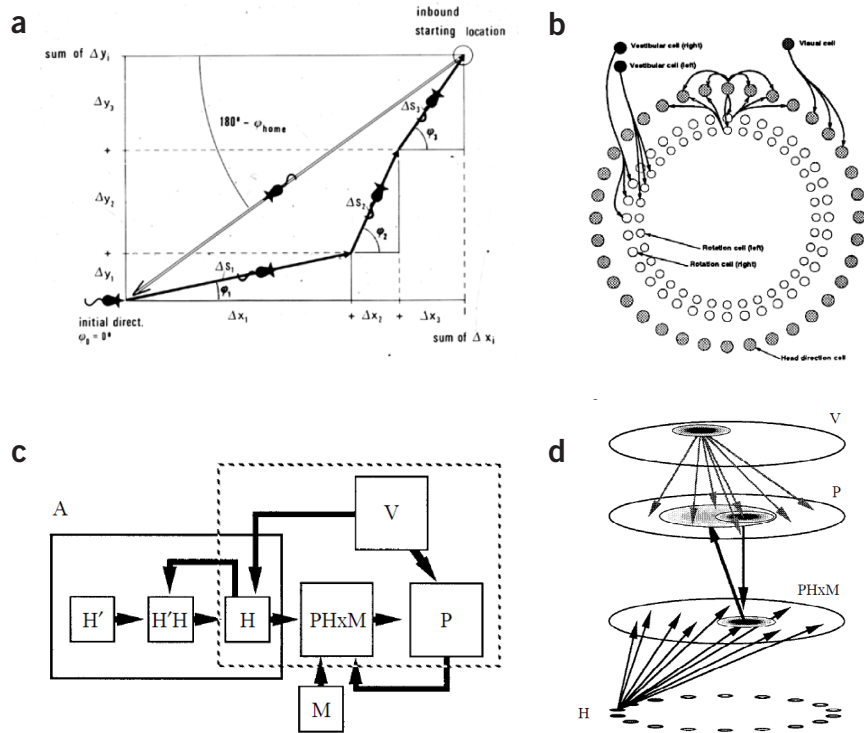 a
inbound
starting location
sum of Δyᵢ
Δy₃
180° − φhome
ΔS₃
φ₃
+
Δy₂
ΔS₂
φ₂
+
Δy₁
ΔS₁
φ₁
initial direct.
φ₀ = 0°
Δx₁
+ Δx₂ + Δx₃
sum of Δxᵢ
b
Vestibular cell (right)
Vestibular cell (left)
Visual cell
Rotation cell (left)
Rotation cell (right)
Head direction cell
c
A
V
H′
H′H
H
PHxM
P
M
d
V
P
PHxM
H